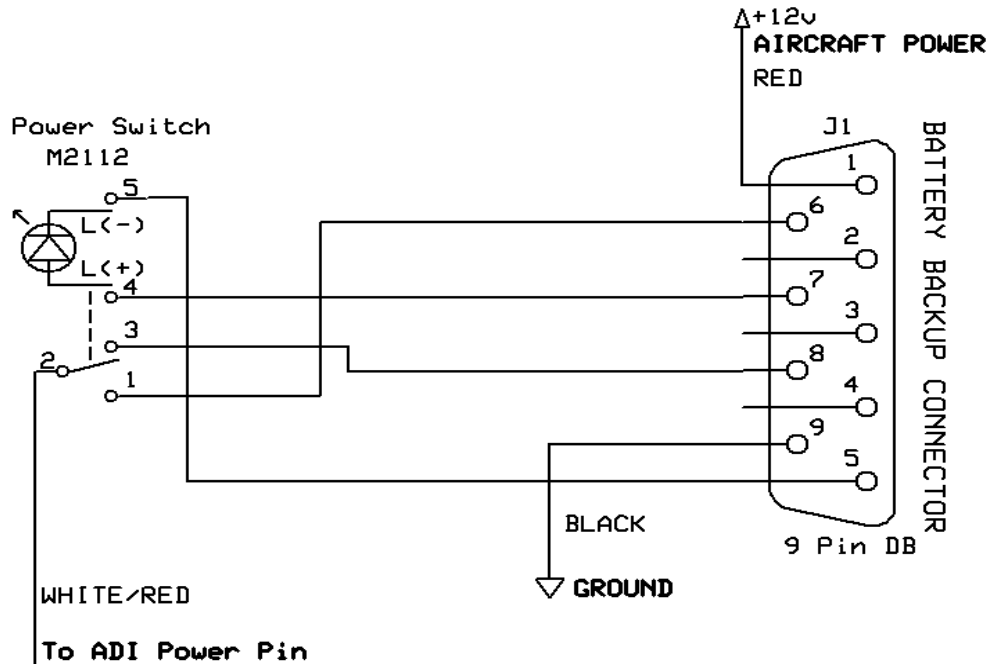 +12v
AIRCRAFT POWER
RED
Power Switch
M2112
J1
BATTERY BACKUP CONNECTOR
1
5
6
L(-)
2
L(+)
4
7
3
3
2
8
1
4
9
5
BLACK
9 Pin DB
GROUND
WHITE/RED
To ADI Power Pin